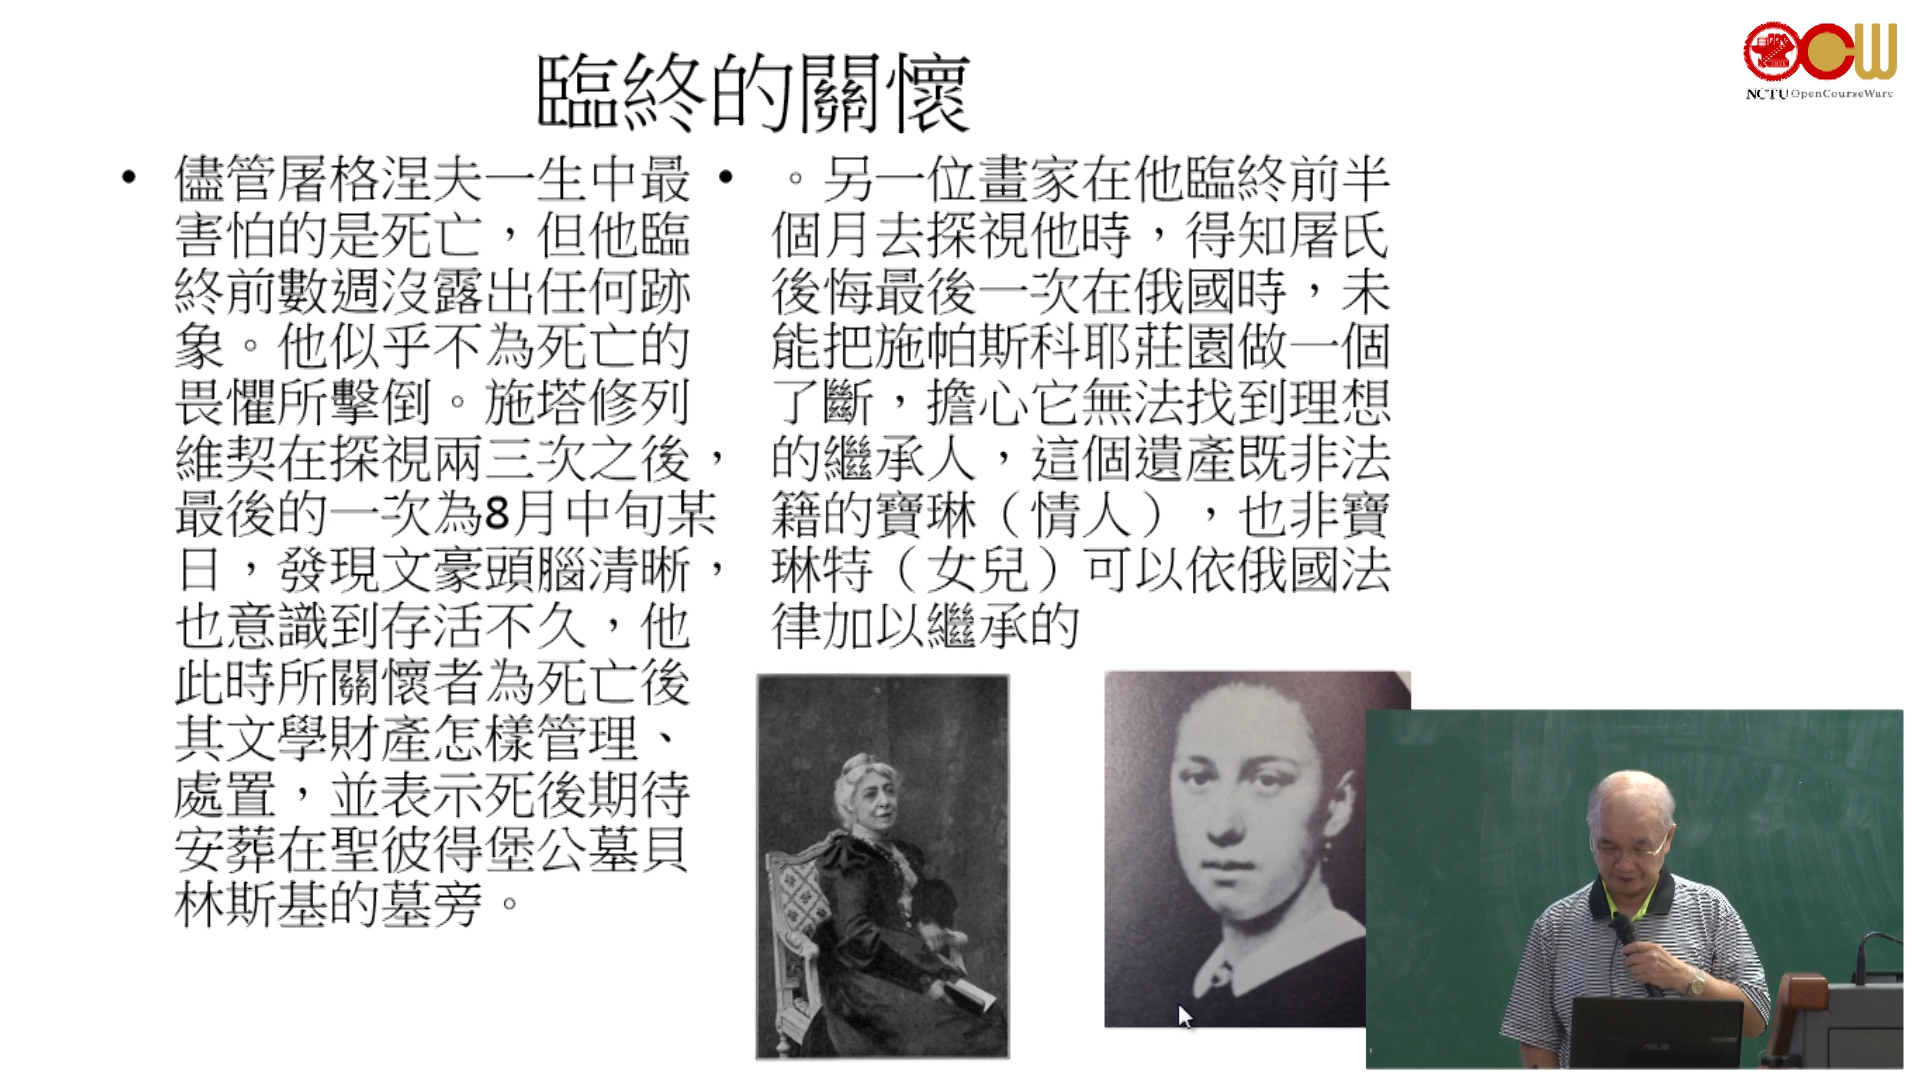 臨終的關懷
• 儘管屠格涅夫一生中最
害怕的是死亡，但他臨
終前數週沒露出任何跡
象。他似乎不為死亡的
畏懼所擊倒。施塔修列
維契在探視兩三次之後，
最後的一次為8月中旬某
日，發現文豪頭腦清晰，
也意識到存活不久，他
此時所關懷者為死亡後
其文學財產怎樣管理、
處置，並表示死後期待
安葬在聖彼得堡公墓貝
林斯基的墓旁。
• 。另一位畫家在他臨終前半
個月去探視他時，得知屠氏
後悔最後一次在俄國時，未
能把施帕斯科耶莊園做一個
了斷，擔心它無法找到理想
的繼承人，這個遺產既非法
籍的寶琳（情人），也非寶
琳特（女兒）可以依俄國法
律加以繼承的
OCW
NCTU OpenCourseWare
ASUS